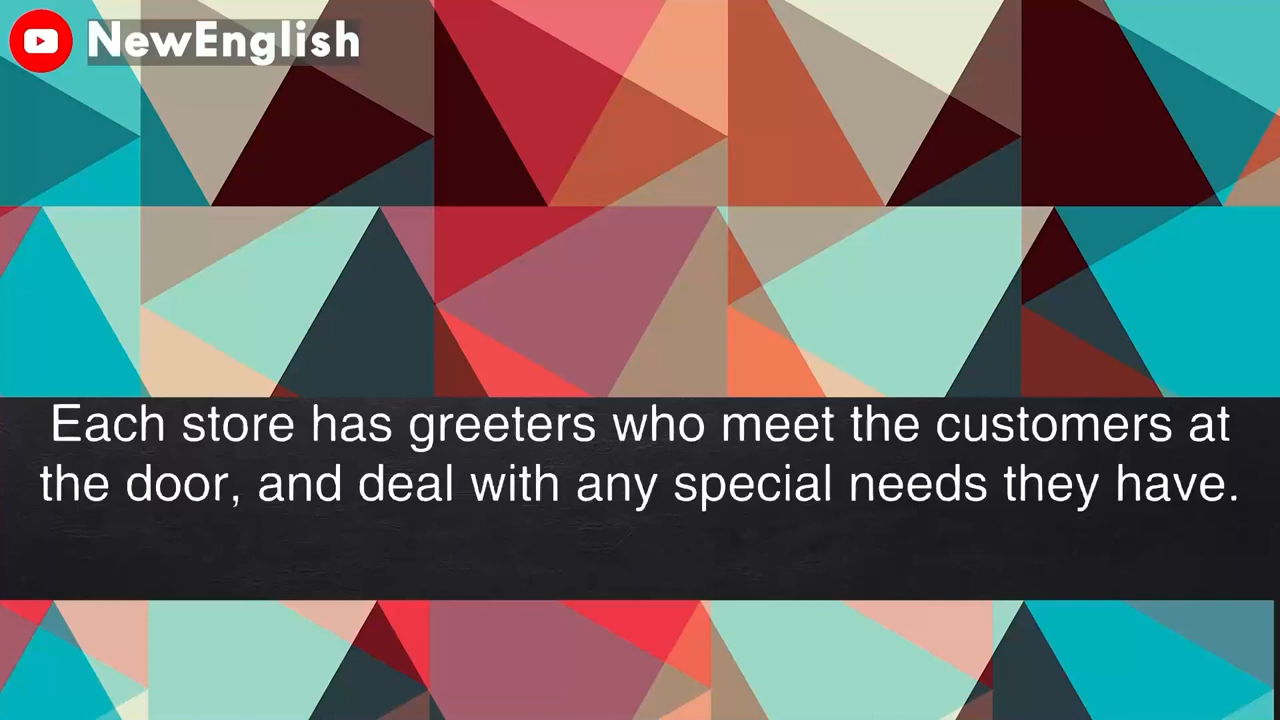 NewEnglish
Each store has greeters who meet the customers at
the door, and deal with any special needs they have.